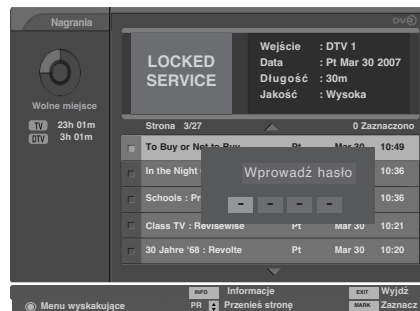 Nagrania
DVR
LOCKED SERVICE
Wejście : DTV 1
Data : Pt Mar 30 2007
Długość : 30m
Jakość : Wysoka
Wolne miejsce
TV 23h 01m
DTV 3h 01m
Strona 3/27 0 Zaznaczono
To Buy or Not to Buy Pt Mar 30 10:49
In the Night 10:36
Wprowadź hasło
Schools : Pr 10:36
- - - -
Class TV : Revisewise Pt Mar 30 10:21
30 Jahre '68 : Revolte Pt Mar 30 10:20
INFO Informacje EXIT Wyjdź
Menu wyskakujące PR Przenieś stronę MARK Zaznacz